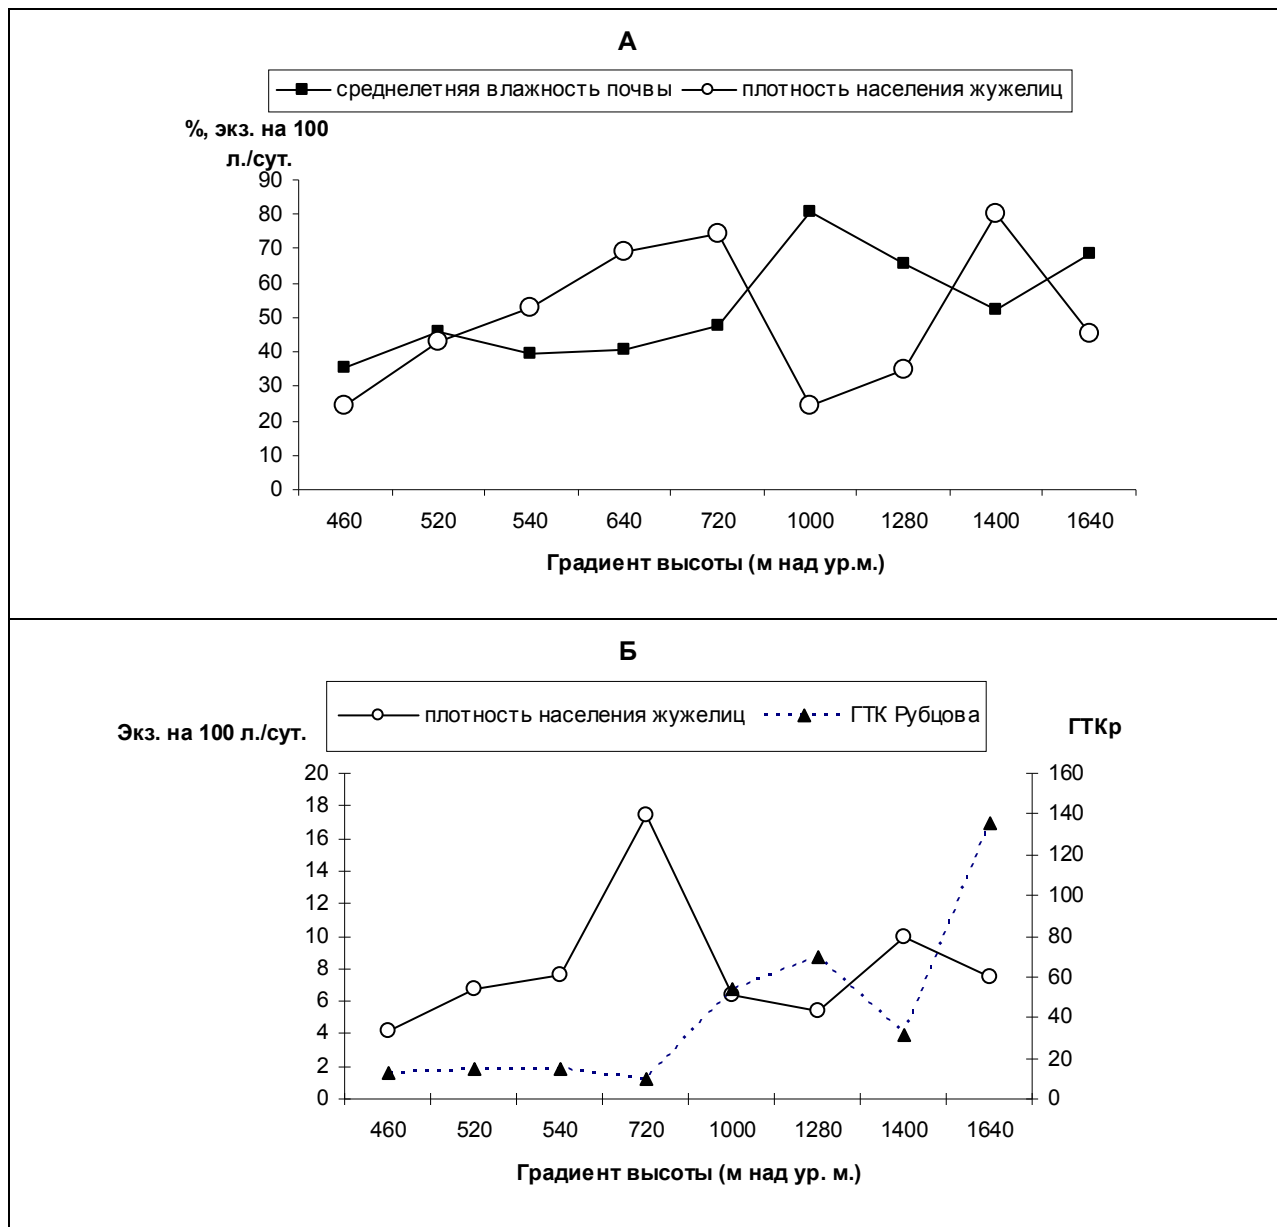 А
среднелетняя влажность почвы плотность населения жужелиц
%, экз. на 100
л./сут.
90
80
70
60
50
40
30
20
10
0
460 520 540 640 720 1000 1280 1400 1640
Градиент высоты (м над ур.м.)
Б
плотность населения жужелиц ГТК Рубцова
Экз. на 100 л./сут.
ГТКр
20 160
18 140
16 120
14
12 100
10 80
8 60
6
4 40
2 20
0 0
460 520 540 720 1000 1280 1400 1640
Градиент высоты (м над ур. м.)